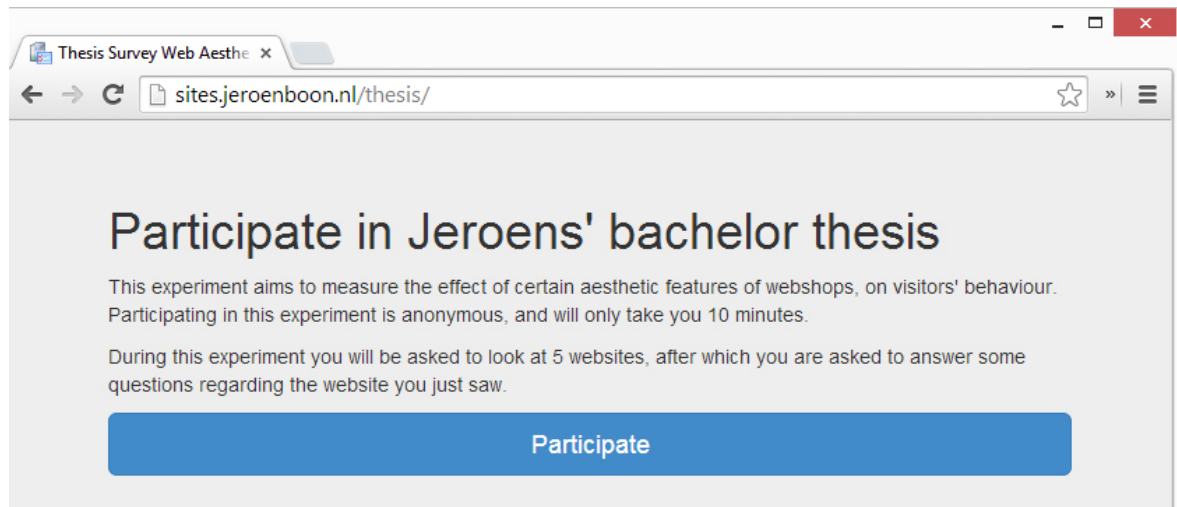 Thesis Survey Web Aesthe
sites.jeroenboon.nl/thesis/
Participate in Jeroens' bachelor thesis
This experiment aims to measure the effect of certain aesthetic features of webshops, on visitors' behaviour.
Participating in this experiment is anonymous, and will only take you 10 minutes.
During this experiment you will be asked to look at 5 websites, after which you are asked to answer some
questions regarding the website you just saw.
Participate